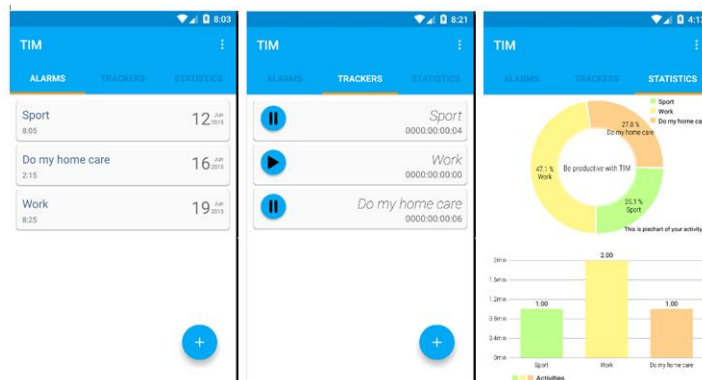 8:03
TIM
ALARMS TRACKERS STATISTICS
Sport
8:05
12 Jun 2015
Do my home care
2:15
16 Jun 2015
Work
8:25
19 Jun 2015
+
8:21
TIM
ALARMS TRACKERS STATISTICS
Sport
0000:00:00:04
Work
0000:00:00:00
Do my home care
0000:00:00:06
+
4:13
TIM
ALARMS TRACKERS STATISTICS
Sport
Work
Do my home ca
27.8 %
Do my home care
47.1 %
Work
Be productive with TIM
25.1 %
Sport
This is piechart of your activity
2.00
1.6min
1.2min
1.00
1.00
0.8min
0.4min
0min
Sport Work Do my home care
Activities